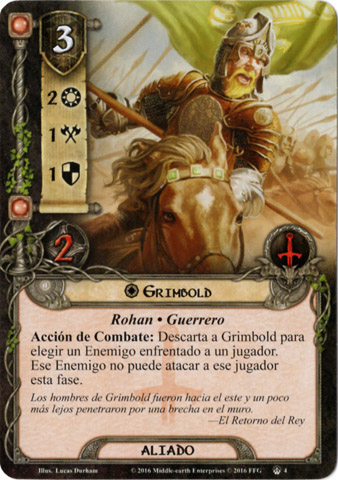 3
2
1
1
2
GRIMBOLD
Rohan • Guerrero
Acción de Combate: Descarta a Grimbold para
elegir un Enemigo enfrentado a un jugador.
Ese Enemigo no puede atacar a ese jugador
esta fase.
Los hombres de Grimbold fueron hacia el este y un poco
más lejos penetraron por una brecha en el muro.
—El Retorno del Rey
ALIADO
Illus. Lucas Durham © 2016 Middle-earth Enterprises © 2016 FFG 4